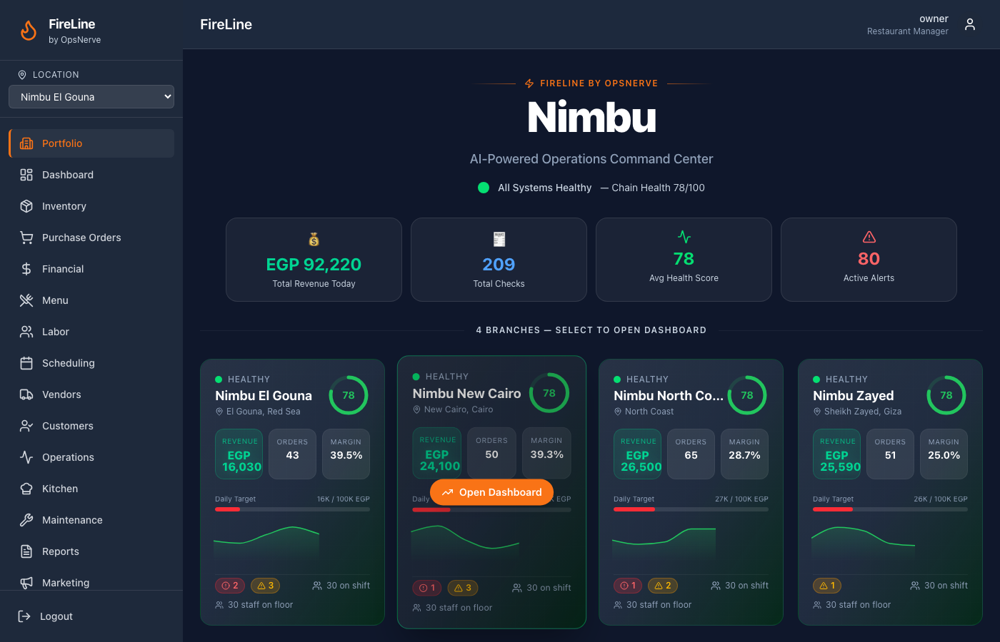 FireLine
by OpsNerve
LOCATION
Nimbu El Gouna
Portfolio
Dashboard
Inventory
Purchase Orders
Financial
Menu
Labor
Scheduling
Vendors
Customers
Operations
Kitchen
Maintenance
Reports
Marketing
Logout
FireLine
owner
Restaurant Manager
FIRELINE BY OPSNERVE
Nimbu
AI-Powered Operations Command Center
All Systems Healthy — Chain Health 78/100
EGP 92,220
Total Revenue Today
209
Total Checks
78
Avg Health Score
80
Active Alerts
4 BRANCHES — SELECT TO OPEN DASHBOARD
HEALTHY
Nimbu El Gouna
El Gouna, Red Sea
78
REVENUE
EGP
16,030
ORDERS
43
MARGIN
39.5%
Daily Target
16K / 100K EGP
2
3
30 on shift
30 staff on floor
HEALTHY
Nimbu New Cairo
New Cairo, Cairo
78
REVENUE
EGP
24,100
ORDERS
50
MARGIN
39.3%
Daily
K EGP
Open Dashboard
1
3
30 on shift
30 staff on floor
HEALTHY
Nimbu North Co...
North Coast
78
REVENUE
EGP
26,500
ORDERS
65
MARGIN
28.7%
Daily Target
27K / 100K EGP
1
2
30 on shift
30 staff on floor
HEALTHY
Nimbu Zayed
Sheikh Zayed, Giza
78
REVENUE
EGP
25,590
ORDERS
51
MARGIN
25.0%
Daily Target
26K / 100K EGP
1
30 on shift
30 staff on floor